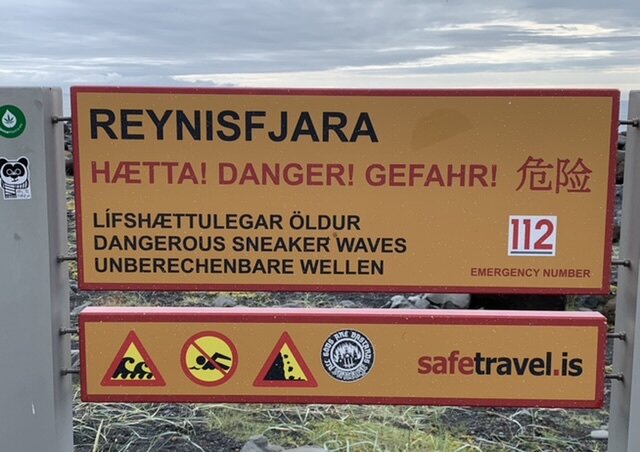 REYNISFJARA
HÆTTA! DANGER! GEFAHR! 危险
LÍFSHÆTTULEGAR ÖLDUR
DANGEROUS SNEAKER WAVES
UNBERECHENBARE WELLEN
112
EMERGENCY NUMBER
safetravel.is